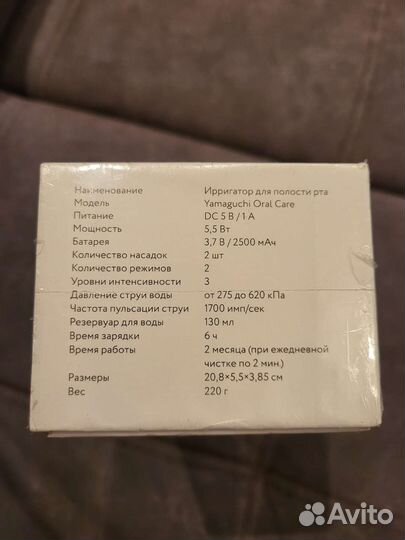 Наименование Ирригатор для полости рта
Модель Yamaguchi Oral Care
Питание DC 5 В / 1 А
Мощность 5,5 Вт
Батарея 3,7 В / 2500 мАч
Количество насадок 2 шт
Количество режимов 2
Уровни интенсивности 3
Давление струи воды от 275 до 620 кПа
Частота пульсации струи 1700 имп/сек
Резервуар для воды 130 мл
Время зарядки 6 ч
Время работы 2 месяца (при ежедневной
чистке по 2 мин.)
Размеры 20,8×5,5×3,85 см
Вес 220 г
Avito